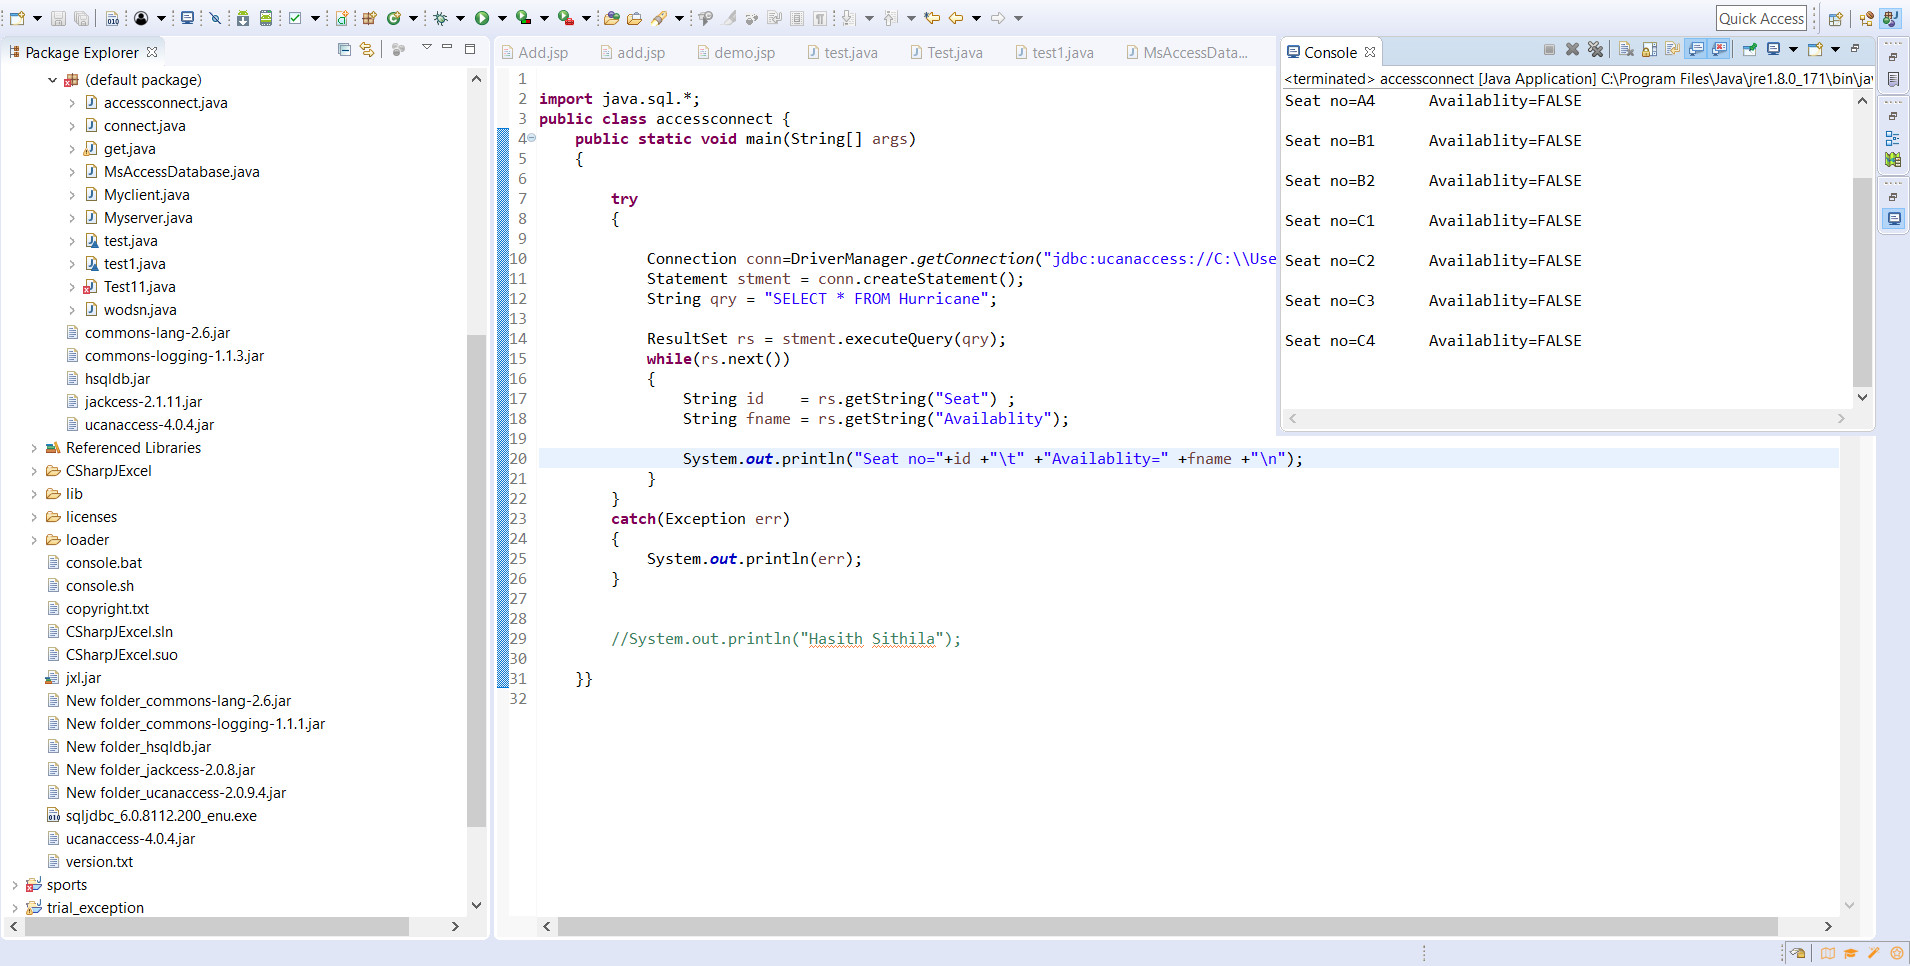 Quick Access
Package Explorer
(default package)
accessconnect.java
connect.java
get.java
MsAccessDatabase.java
Myclient.java
Myserver.java
test.java
test1.java
Test11.java
wodsn.java
commons-lang-2.6.jar
commons-logging-1.1.3.jar
hsqldb.jar
jackcess-2.1.11.jar
ucanaccess-4.0.4.jar
Referenced Libraries
CSharpJExcel
lib
licenses
loader
console.bat
console.sh
copyright.txt
CSharpJExcel.sln
CSharpJExcel.suo
jxl.jar
New folder_commons-lang-2.6.jar
New folder_commons-logging-1.1.1.jar
New folder_hsqldb.jar
New folder_jackcess-2.0.8.jar
New folder_ucanaccess-2.0.9.4.jar
sqljdbc_6.0.8112.200_enu.exe
ucanaccess-4.0.4.jar
version.txt
sports
trial_exception
Add.jsp add.jsp demo.jsp test.java Test.java test1.java MsAccessData...
1
2 import java.sql.*;
3 public class accessconnect {
4 public static void main(String[] args)
5 {
6
7 try
8 {
9
10 Connection conn=DriverManager.getConnection("jdbc:ucanaccess://C:\\Use
11 Statement stment = conn.createStatement();
12 String qry = "SELECT * FROM Hurricane";
13
14 ResultSet rs = stment.executeQuery(qry);
15 while(rs.next())
16 {
17 String id    = rs.getString("Seat") ;
18 String fname = rs.getString("Availablity");
19
20 System.out.println("Seat no="+id +"\t" +"Availablity=" +fname +"\n");
21 }
22 }
23 catch(Exception err)
24 {
25 System.out.println(err);
26 }
27
28
29 //System.out.println("Hasith Sithila");
30
31 }}
32
Console
<terminated> accessconnect [Java Application] C:\Program Files\Java\jre1.8.0_171\bin\jav
Seat no=A4 Availablity=FALSE
Seat no=B1 Availablity=FALSE
Seat no=B2 Availablity=FALSE
Seat no=C1 Availablity=FALSE
Seat no=C2 Availablity=FALSE
Seat no=C3 Availablity=FALSE
Seat no=C4 Availablity=FALSE